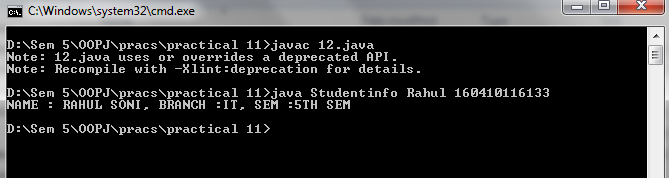 C:\Windows\system32\cmd.exe
D:\Sem 5\OOPJ\pracs\practical 11>javac 12.java
Note: 12.java uses or overrides a deprecated API.
Note: Recompile with -Xlint:deprecation for details.
D:\Sem 5\OOPJ\pracs\practical 11>java Studentinfo Rahul 160410116133
NAME : RAHUL SONI, BRANCH :IT, SEM :5TH SEM
D:\Sem 5\OOPJ\pracs\practical 11>